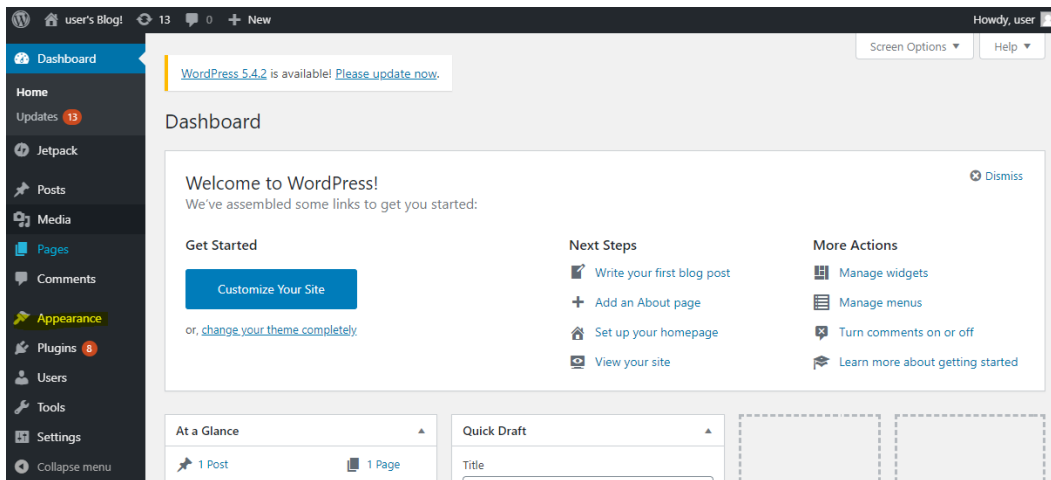 user's Blog! 13 0 + New
Howdy, user
Screen Options ▼ Help ▼
Dashboard
Home
Updates 13
Jetpack
Posts
Media
Pages
Comments
Appearance
Plugins 8
Users
Tools
Settings
Collapse menu
WordPress 5.4.2 is available! Please update now.
Dashboard
Welcome to WordPress!
We've assembled some links to get you started:
Dismiss
Get Started
Customize Your Site
or, change your theme completely
Next Steps
Write your first blog post
Add an About page
Set up your homepage
View your site
More Actions
Manage widgets
Manage menus
Turn comments on or off
Learn more about getting started
At a Glance
1 Post
1 Page
Quick Draft
Title